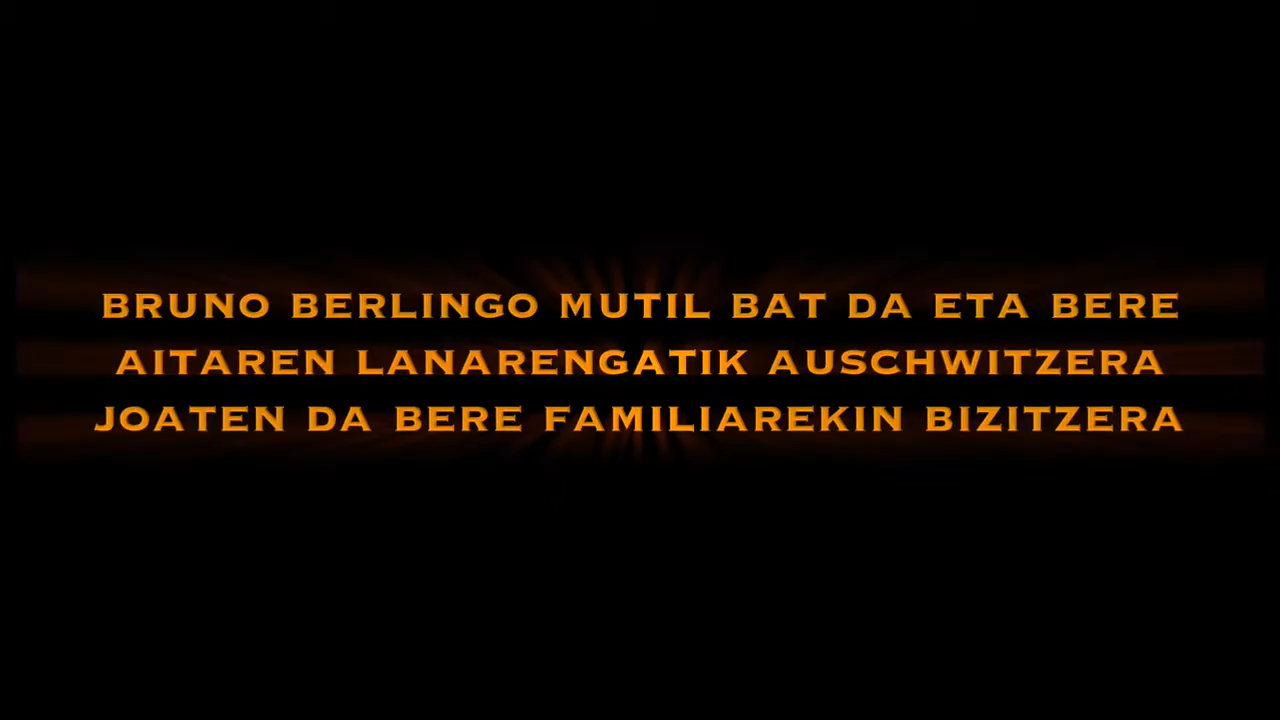 BRUNO BERLINGO MUTIL BAT DA ETA BERE
AITAREN LANARENGATIK AUSCHWITZERA
JOATEN DA BERE FAMILIAREKIN BIZITZERA